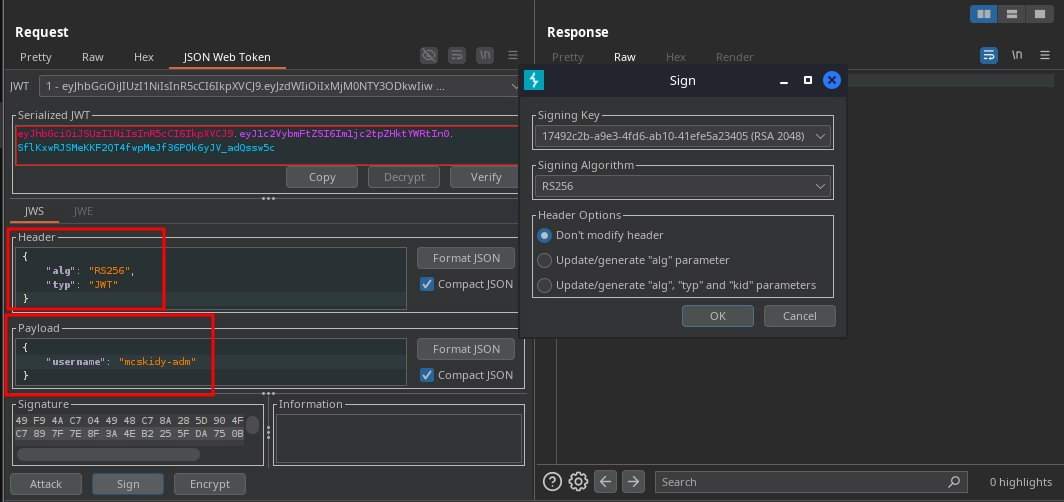 Request
Pretty Raw Hex JSON Web Token \n
JWT 1 - eyJhbGciOiJIUzI1NiIsInR5cCI6IkpXVCJ9.eyJzdWIiOiIxMjM0NTY3ODkwIiw ...
Serialized JWT
eyJhbGciOiJSUzI1NiIsInR5cCI6IkpXVCJ9.eyJ1c2VybmFtZSI6Im1jc2tpZHktYWRtIn0.
SflKxwRJSMeKKF2QT4fwpMeJf36POk6yJV_adQssw5c
Copy Decrypt Verify
JWS JWE
Header
{
"alg": "RS256",
"typ": "JWT"
}
Format JSON
Compact JSON
Payload
{
"username": "mcskidy-adm"
}
Format JSON
Compact JSON
Signature
49 F9 4A C7 04 49 48 C7 8A 28 5D 90 4F
C7 89 7F 7E 8F 3A 4E B2 25 5F DA 75 0B
Information
Attack Sign Encrypt
Response
Pretty Raw Hex Render \n
Sign
Signing Key
17492c2b-a9e3-4fd6-ab10-41efe5a23405 (RSA 2048)
Signing Algorithm
RS256
Header Options
Don't modify header
Update/generate "alg" parameter
Update/generate "alg", "typ" and "kid" parameters
OK Cancel
Search
0 highlights